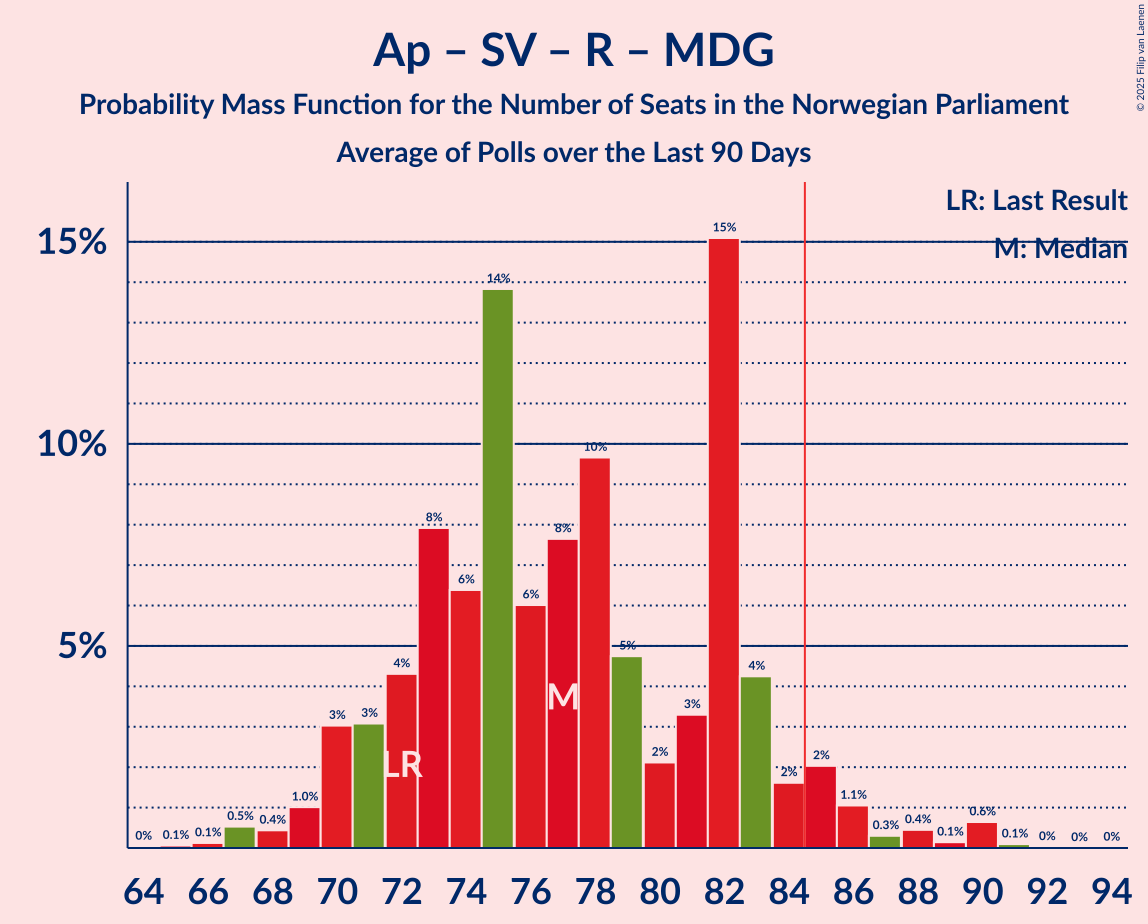 Ap – SV – R – MDG
Probability Mass Function for the Number of Seats in the Norwegian Parliament
Average of Polls over the Last 90 Days
© 2025 Filip van Laenen
LR: Last Result
M: Median
15%
10%
5%
0% 0.1% 0.1% 0.5% 0.4% 1.0% 3% 3% 4% 8% 6% 14% 6% 8% 10% 5% 2% 3% 15% 4% 2% 2% 1.1% 0.3% 0.4% 0.1% 0.6% 0.1% 0% 0% 0%
LR
M
64 66 68 70 72 74 76 78 80 82 84 86 88 90 92 94